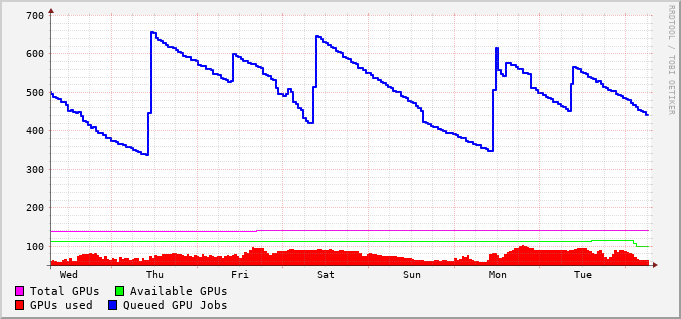 700
600
500
400
300
200
100
Wed Thu Fri Sat Sun Mon Tue
Total GPUs Available GPUs
GPUs used Queued GPU Jobs
RRDTOOL / TOBI OETIKER